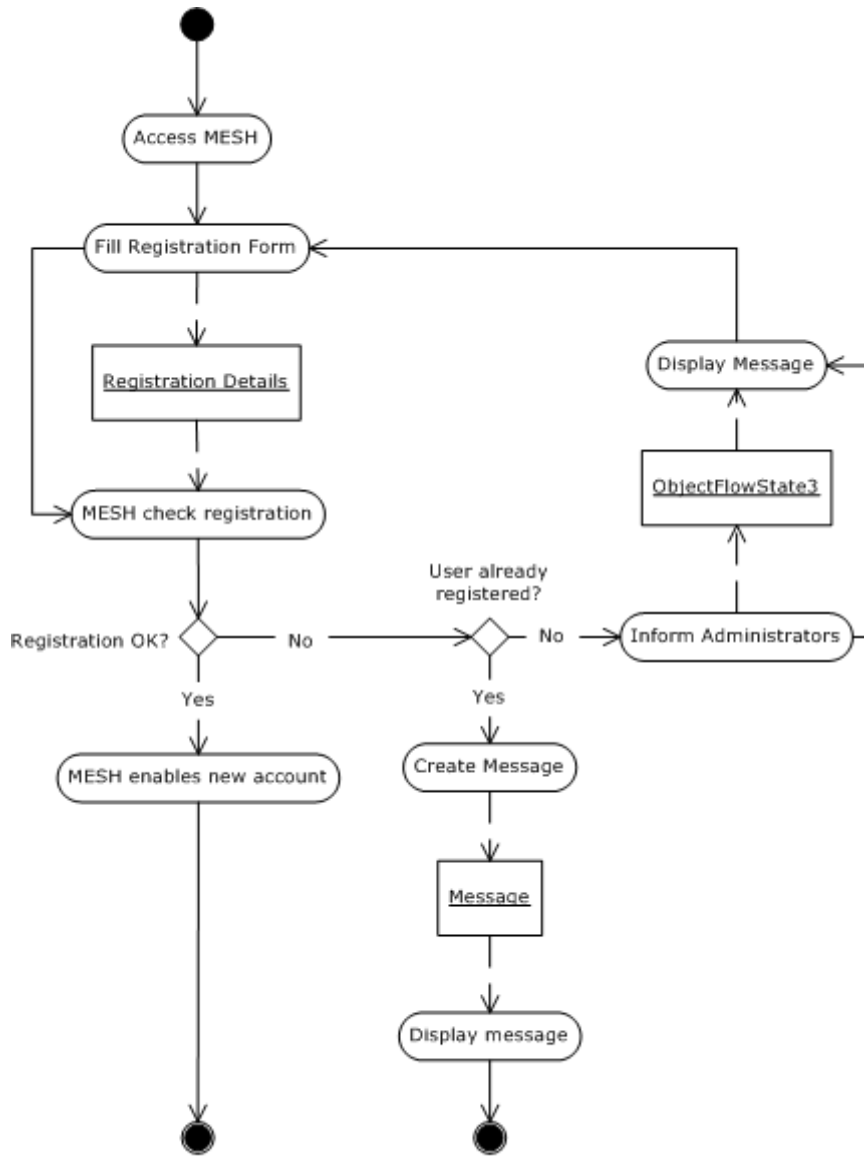 Access MESH
Fill Registration Form
Registration Details
Display Message
ObjectFlowState3
MESH check registration
User already
registered?
Registration OK?
No
No
Inform Administrators
Yes
Yes
MESH enables new account
Create Message
Message
Display message